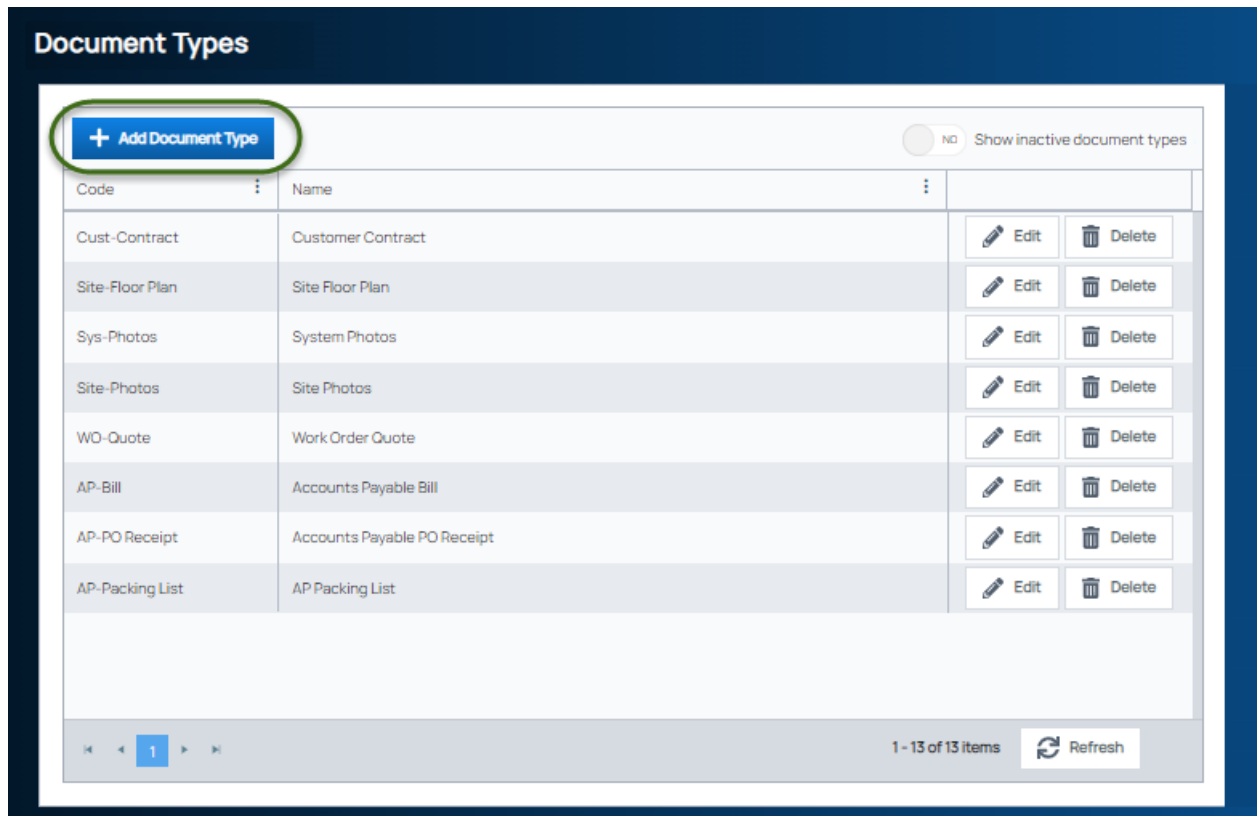 Document Types
+ Add Document Type
NO Show inactive document types
Code Name
Cust-Contract Customer Contract Edit Delete
Site-Floor Plan Site Floor Plan Edit Delete
Sys-Photos System Photos Edit Delete
Site-Photos Site Photos Edit Delete
WO-Quote Work Order Quote Edit Delete
AP-Bill Accounts Payable Bill Edit Delete
AP-PO Receipt Accounts Payable PO Receipt Edit Delete
AP-Packing List AP Packing List Edit Delete
1 1 - 13 of 13 items Refresh